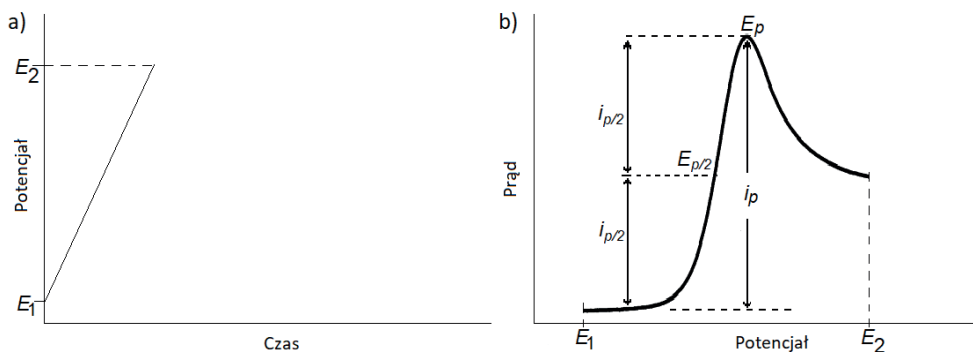 a)
E2
Potencjał
E1
Czas
b)
Ep
ip/2
Ep/2
Prąd
ip
ip/2
E1
Potencjał
E2